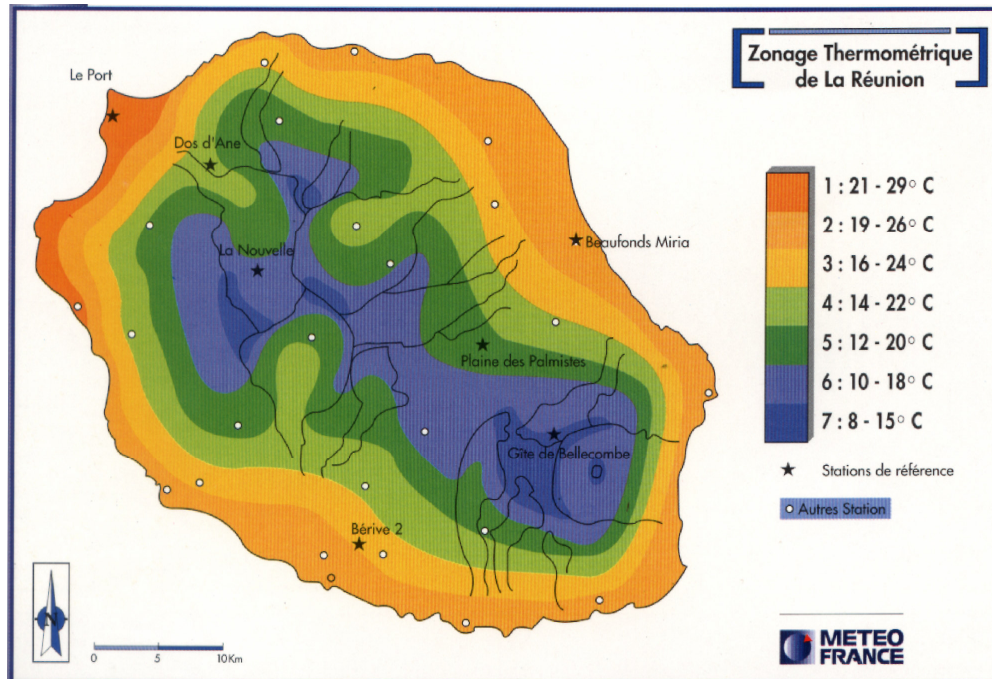 Zonage Thermométrique
de La Réunion
Le Port
Dos d'Ane
La Nouvelle
Beaufonds Miria
Plaine des Palmistes
Gîte de Bellecombe
Bérive 2
1 : 21 - 29° C
2 : 19 - 26° C
3 : 16 - 24° C
4 : 14 - 22° C
5 : 12 - 20° C
6 : 10 - 18° C
7 : 8 - 15° C
Stations de référence
Autres Station
N
0 5 10 Km
METEO
FRANCE